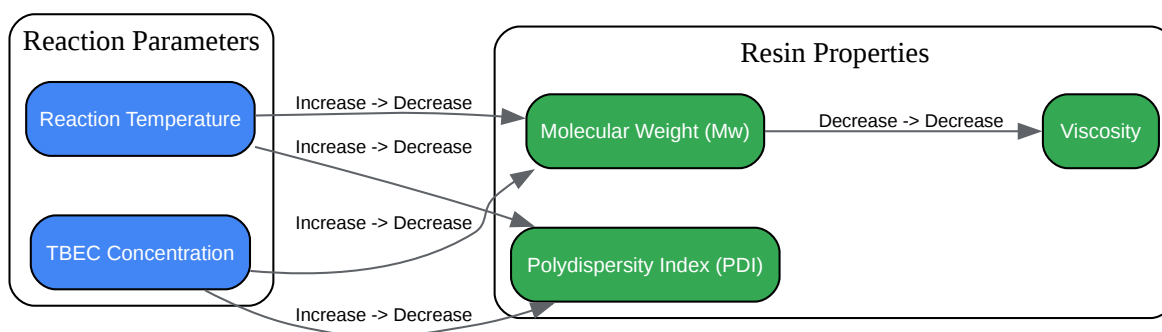 Reaction Parameters
Resin Properties
Reaction Temperature
Increase -> Decrease
Molecular Weight (Mw)
Decrease -> Decrease
Viscosity
Increase -> Decrease
TBEC Concentration
Increase -> Decrease
Polydispersity Index (PDI)
Increase -> Decrease